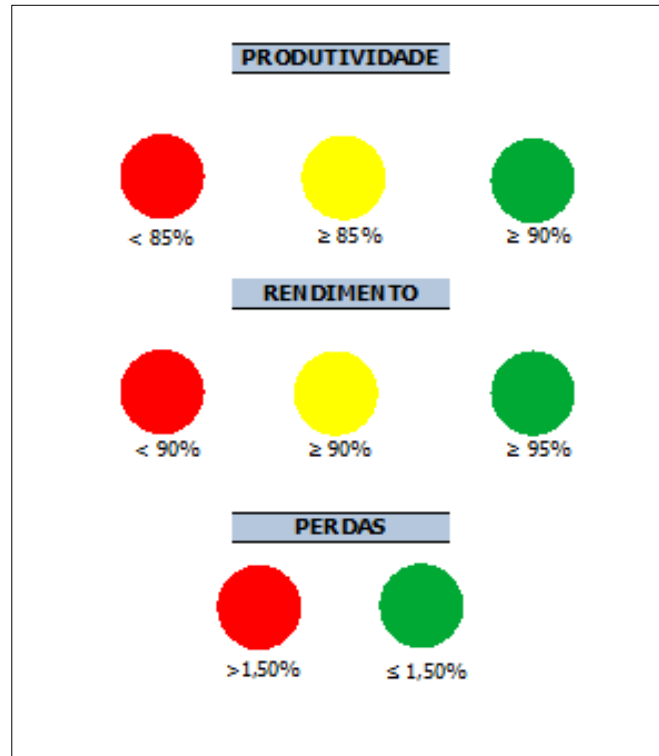 PRODUTIVIDADE
< 85% ≥ 85% ≥ 90%
RENDIMENTO
< 90% ≥ 90% ≥ 95%
PERDAS
>1,50% ≤ 1,50%